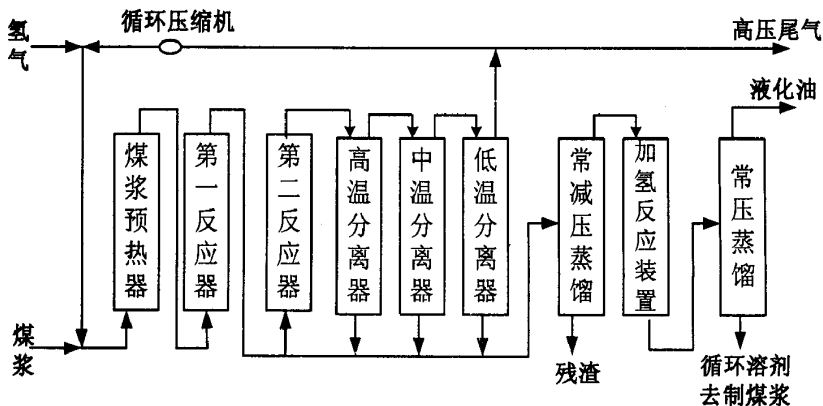 循环压缩机
氢气
高压尾气
液化油
煤浆预热器
第一反应器
第二反应器
高温分离器
中温分离器
低温分离器
常减压蒸馏
加氢反应装置
常压蒸馏
煤浆
残渣
循环溶剂
去制煤浆